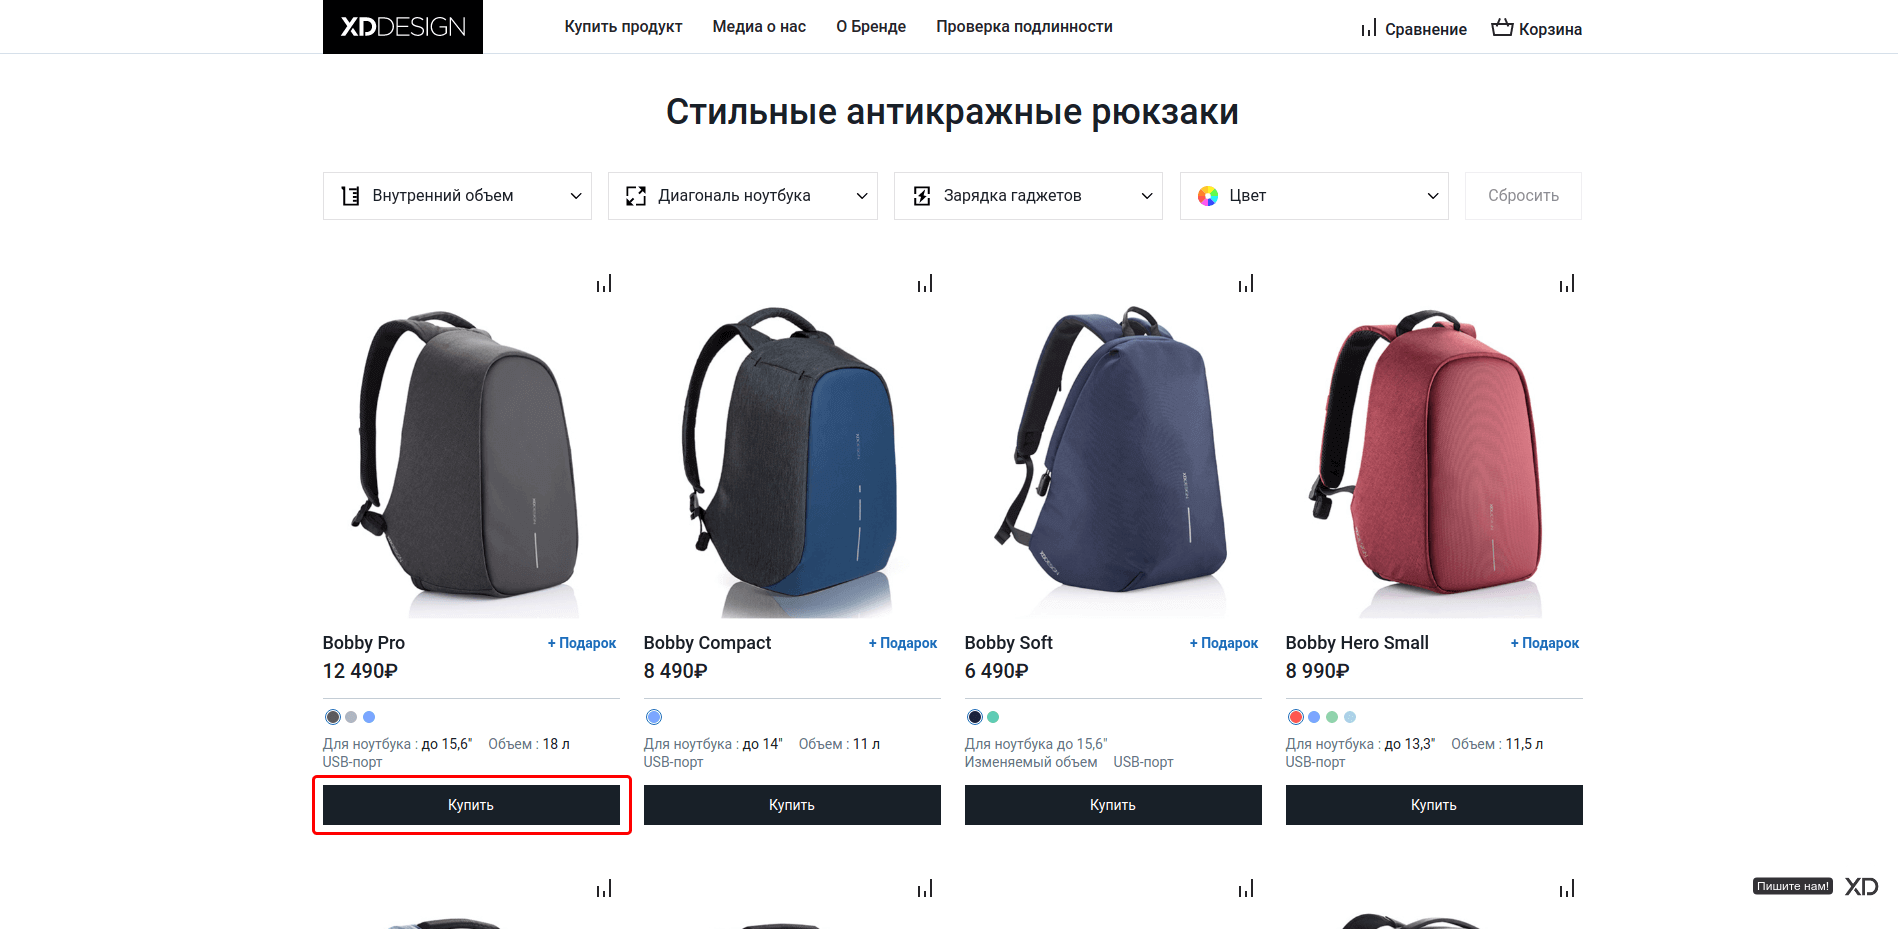 XDDESIGN
Купить продукт Медиа о нас О Бренде Проверка подлинности
Сравнение Корзина
Стильные антикражные рюкзаки
Внутренний объем Диагональ ноутбука Зарядка гаджетов Цвет Сбросить
Bobby Pro + Подарок
12 490₽
Для ноутбука : до 15,6" Объем : 18 л
USB-порт
Купить
Bobby Compact + Подарок
8 490₽
Для ноутбука : до 14" Объем : 11 л
USB-порт
Купить
XDDESIGN
Bobby Soft + Подарок
6 490₽
Для ноутбука до 15,6"
Изменяемый объем USB-порт
Купить
Bobby Hero Small + Подарок
8 990₽
Для ноутбука : до 13,3" Объем : 11,5 л
USB-порт
Купить
Пишите нам! XD